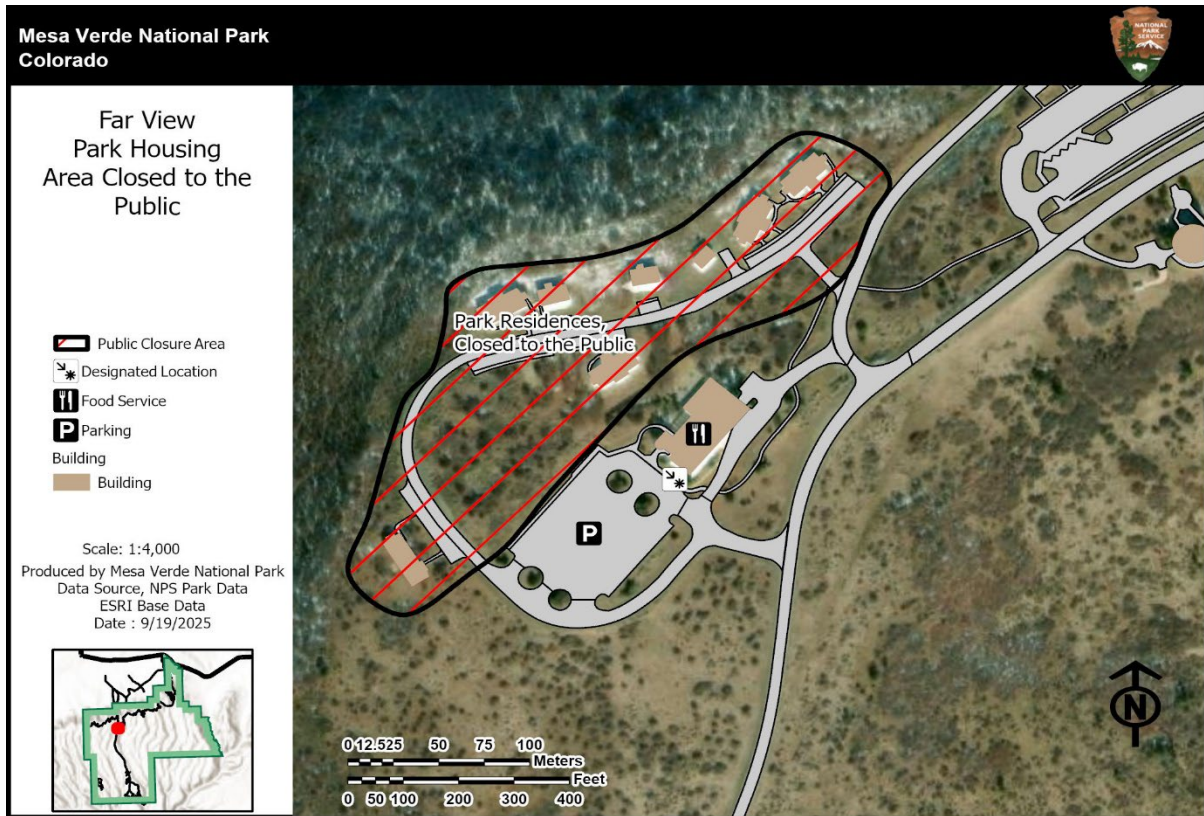 Mesa Verde National Park
Colorado
NATIONAL
PARK
SERVICE
Far View
Park Housing
Area Closed to the
Public
Public Closure Area
Designated Location
Food Service
P Parking
Building
Building
Scale: 1:4,000
Produced by Mesa Verde National Park
Data Source, NPS Park Data
ESRI Base Data
Date : 9/19/2025
Park Residences,
Closed to the Public
P
N
0 12.525 50 75 100
Meters
Feet
0 50 100 200 300 400